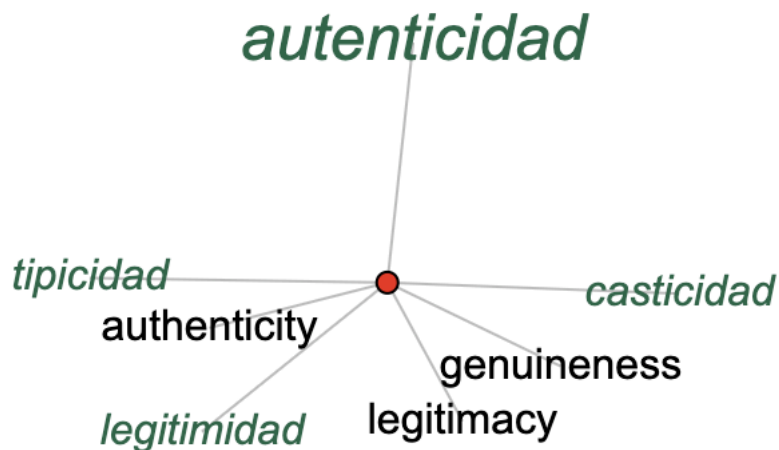 autenticidad
tipicidad
casticidad
authenticity
genuineness
legitimacy
legitimidad